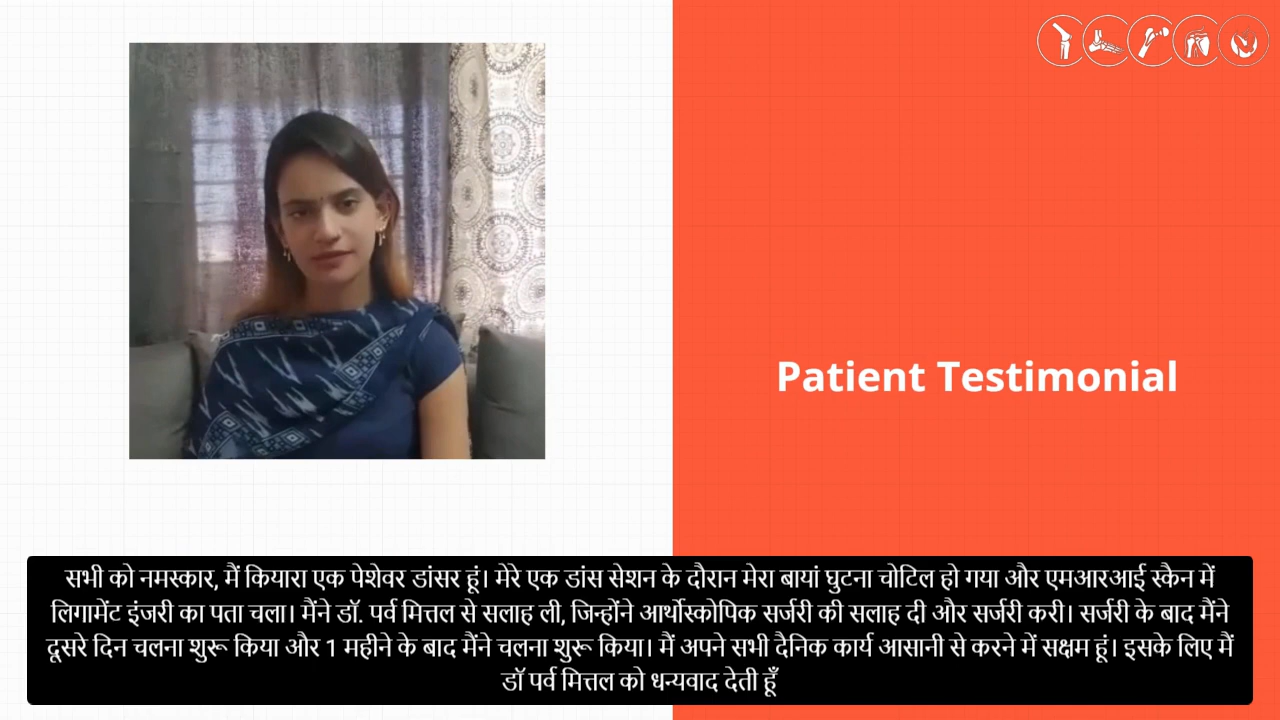 Patient Testimonial
सभी को नमस्कार, मैं कियारा एक पेशेवर डांसर हूं। मेरे एक डांस सेशन के दौरान मेरा बायां घुटना चोटिल हो गया और एमआरआई स्कैन में
लिगामेंट इंजरी का पता चला। मैंने डॉ. पर्व मित्तल से सलाह ली, जिन्होंने आर्थोस्कोपिक सर्जरी की सलाह दी और सर्जरी करी। सर्जरी के बाद मैंने
दूसरे दिन चलना शुरू किया और 1 महीने के बाद मैंने चलना शुरू किया। मैं अपने सभी दैनिक कार्य आसानी से करने में सक्षम हूं। इसके लिए मैं
डॉ पर्व मित्तल को धन्यवाद देती हूँ